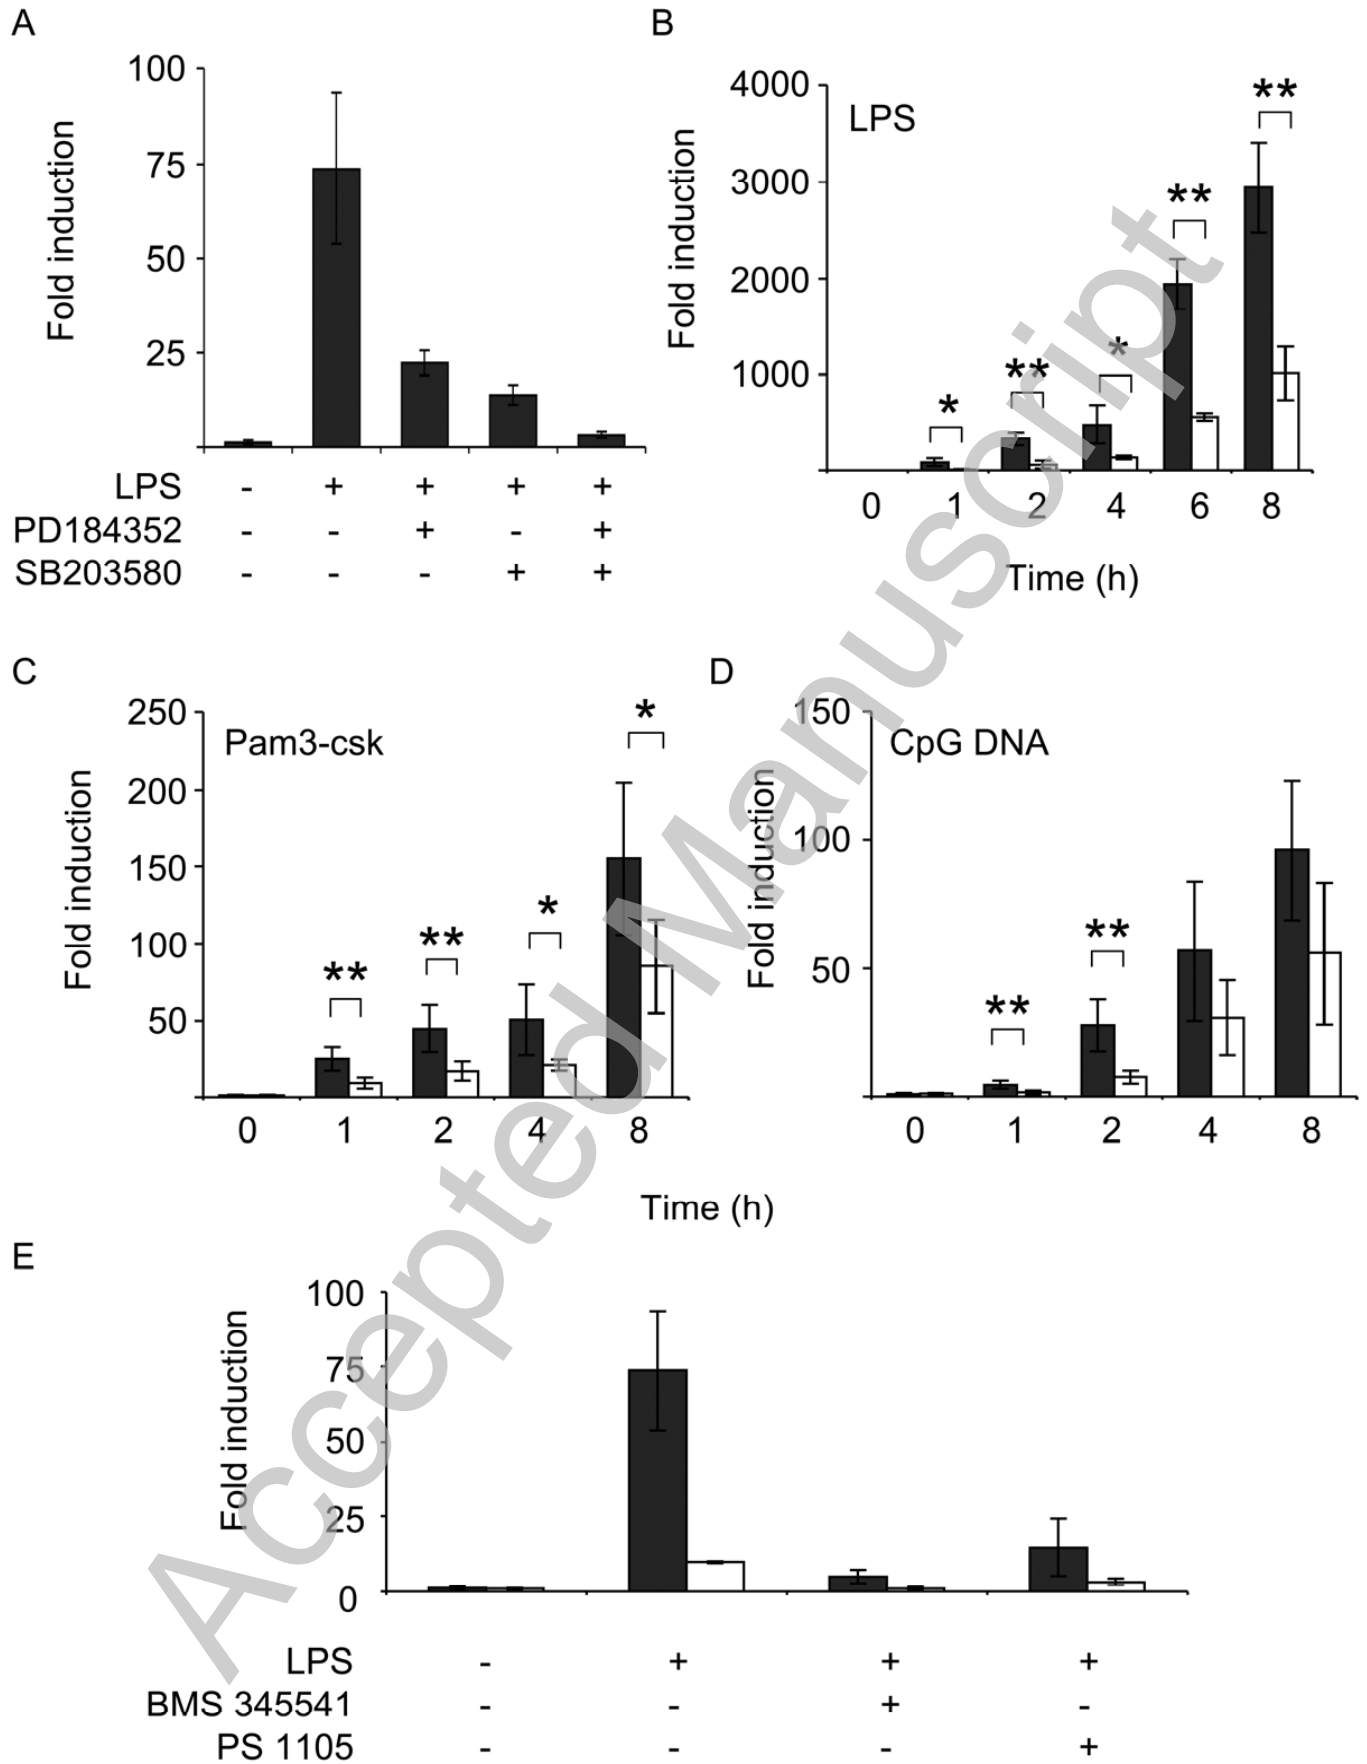 A
100
75
50
25
Fold induction
LPS - + + + +
PD184352 - - + - +
SB203580 - - - + +
B
4000
3000
2000
1000
Fold induction
LPS
* ** * ** **
0 1 2 4 6 8
Time (h)
C
250
200
150
100
50
Fold induction
Pam3-csk
** ** * *
0 1 2 4 8
D
150
100
50
Fold induction
CpG DNA
** **
0 1 2 4 8
Time (h)
E
100
75
50
25
0
Fold induction
LPS - + + +
BMS 345541 - - + -
PS 1105 - - - +
Accepted Manuscript